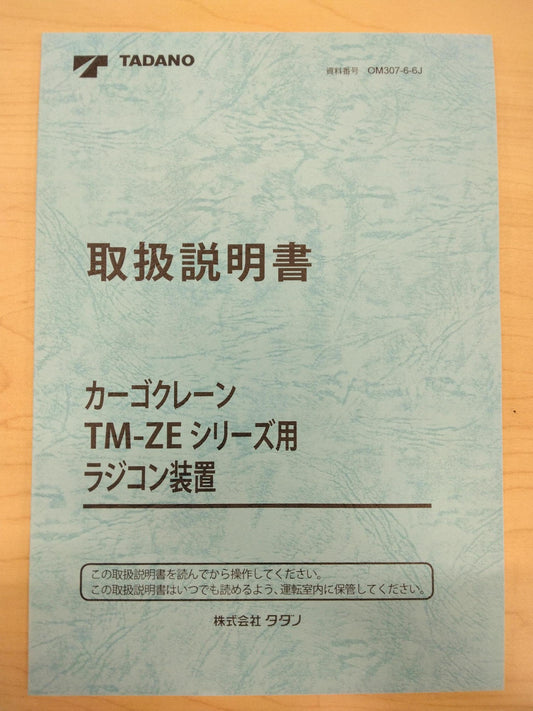 TADANO
資料番号 OM307-6-6J
取扱説明書
カーゴクレーン
TM-ZE シリーズ用
ラジコン装置
この取扱説明書を読んでから操作してください。
この取扱説明書はいつでも読めるよう、運転室内に保管してください。
株式会社 タダノ